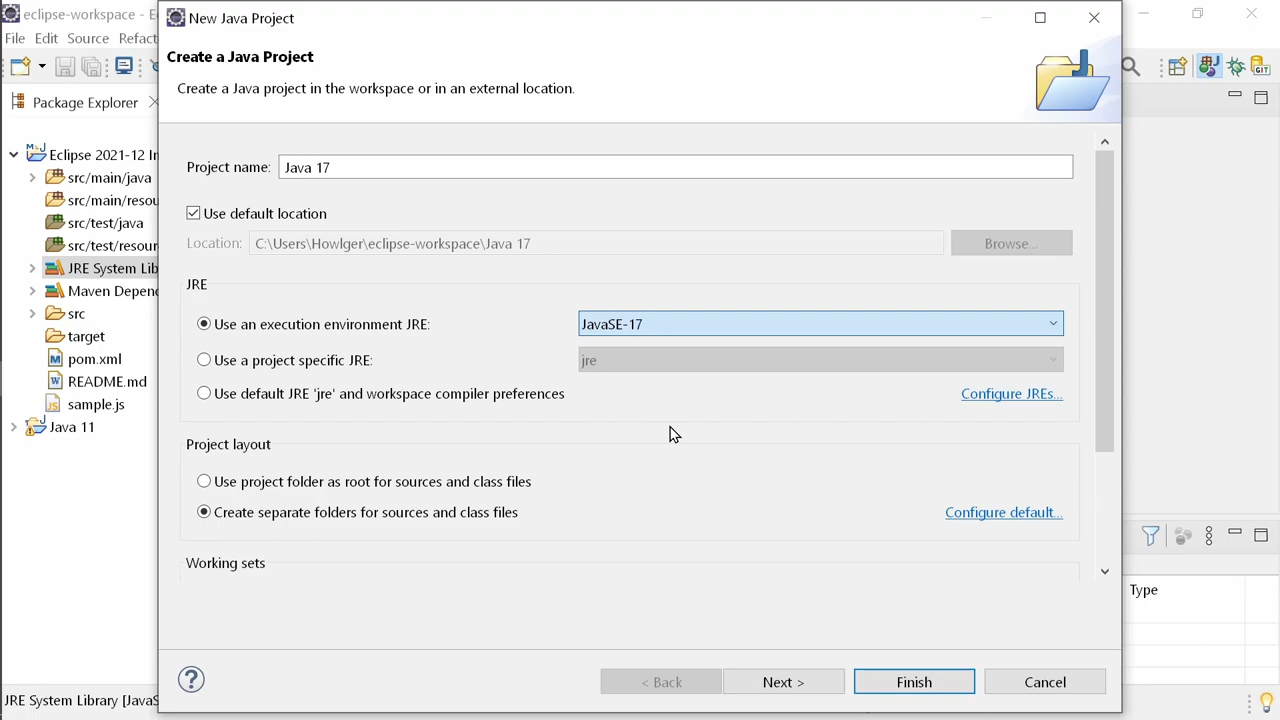 eclipse-workspace - E
New Java Project
File Edit Source Refact
Create a Java Project
Create a Java project in the workspace or in an external location.
GIT
Package Explorer
Eclipse 2021-12 I
src/main/java
src/main/resou
src/test/java
src/test/resour
JRE System Lib
Maven Depend
src
target
pom.xml
README.md
sample.js
Java 11
Project name: Java 17
Use default location
Location: C:\Users\Howlger\eclipse-workspace\Java 17 Browse...
JRE
Use an execution environment JRE: JavaSE-17
Use a project specific JRE: jre
Use default JRE 'jre' and workspace compiler preferences Configure JREs...
Project layout
Use project folder as root for sources and class files
Create separate folders for sources and class files Configure default...
Working sets
Type
? < Back Next > Finish Cancel
JRE System Library [JavaS